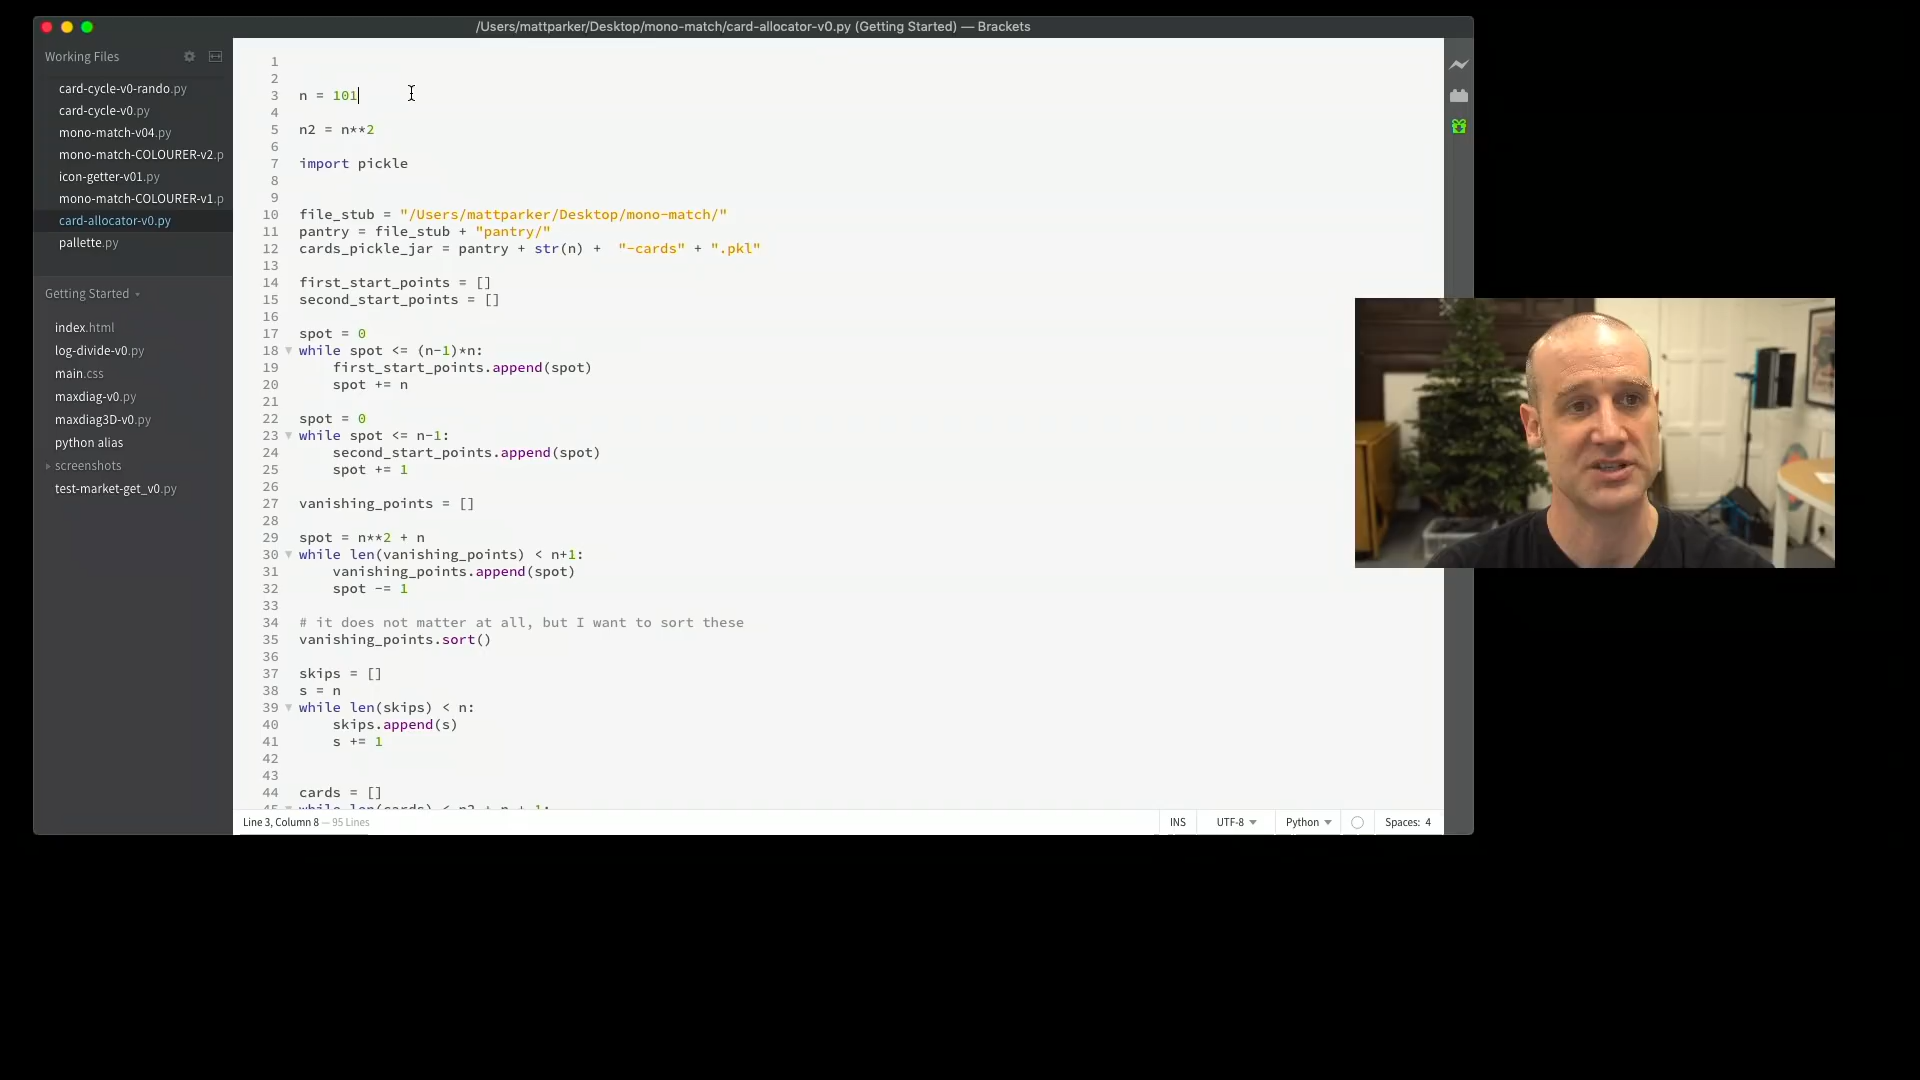 /Users/mattparker/Desktop/mono-match/card-allocator-v0.py (Getting Started) — Brackets
Working Files
card-cycle-v0-rando.py
card-cycle-v0.py
mono-match-v04.py
mono-match-COLOURER-v2.p
icon-getter-v01.py
mono-match-COLOURER-v1.p
card-allocator-v0.py
pallette.py
Getting Started
index.html
log-divide-v0.py
main.css
maxdiag-v0.py
maxdiag3D-v0.py
python alias
screenshots
test-market-get_v0.py
1
2
3 n = 101
4
5 n2 = n**2
6
7 import pickle
8
9
10 file_stub = "/Users/mattparker/Desktop/mono-match/"
11 pantry = file_stub + "pantry/"
12 cards_pickle_jar = pantry + str(n) +  "-cards" + ".pkl"
13
14 first_start_points = []
15 second_start_points = []
16
17 spot = 0
18 while spot <= (n-1)*n:
19     first_start_points.append(spot)
20     spot += n
21
22 spot = 0
23 while spot <= n-1:
24     second_start_points.append(spot)
25     spot += 1
26
27 vanishing_points = []
28
29 spot = n**2 + n
30 while len(vanishing_points) < n+1:
31     vanishing_points.append(spot)
32     spot -= 1
33
34 # it does not matter at all, but I want to sort these
35 vanishing_points.sort()
36
37 skips = []
38 s = n
39 while len(skips) < n:
40     skips.append(s)
41     s += 1
42
43
44 cards = []
45 while len(cards) < n2 + n + 1:
Line 3, Column 8 — 95 Lines
INS
UTF-8
Python
Spaces: 4